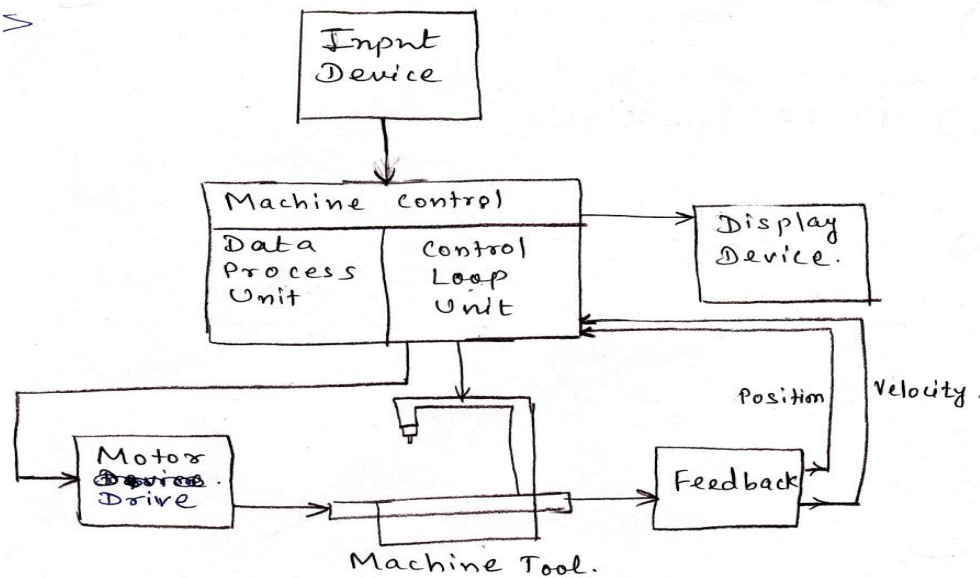 Input
Device
Machine control
Data
Process
Unit
Control
Loop
Unit
Display
Device.
Position
Velocity.
Motor
Drive
Feedback
Machine Tool.